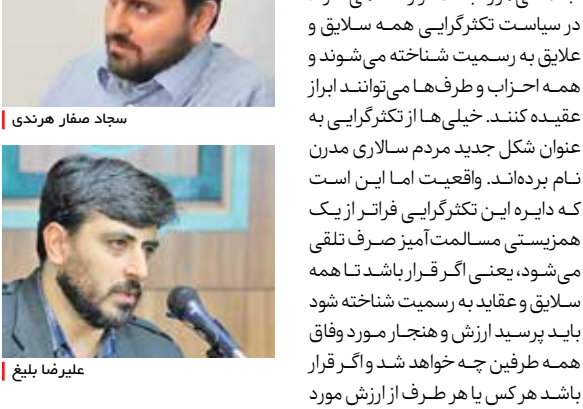 در سیاست تکثرگرایی همه سلایق و
علایق به رسمیت شناخته می‌شوند و
همه احزاب و طرف‌ها می‌توانند ابراز
عقیده کنند. خیلی‌ها از تکثرگرایی به
عنوان شکل جدید مردم سالاری مدرن
نام برده‌اند. واقعیت اما این است
که دایره این تکثرگرایی فراتر از یک
همزیستی مسالمت‌آمیز صرف تلقی
می‌شود، یعنی اگر قرار باشد تا همه
سلایق و عقاید به رسمیت شناخته شود
باید پرسید ارزش و هنجار مورد وفاق
همه طرفین چه خواهد شد و اگر قرار
باشد هر کس یا هر طرف از ارزش مورد
سجاد صفار هرندی
علیرضا بلیغ